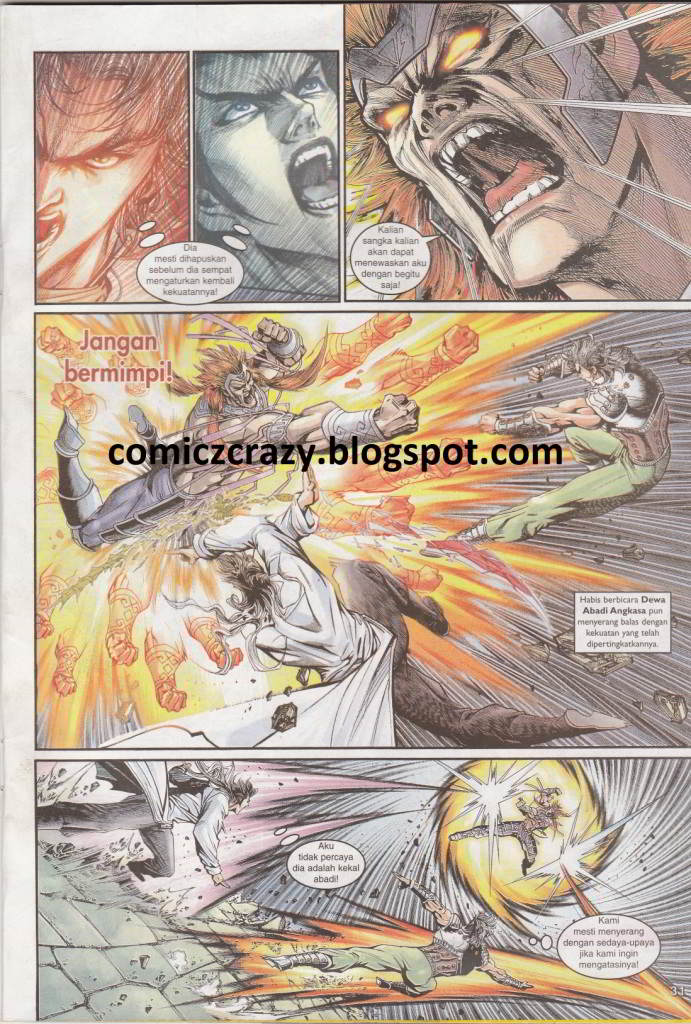 Dia
mesti dihapuskan
sebelum dia sempat
mengaturkan kembali
kekuatannya!
Kalian
sangka kalian
akan dapat
menewaskan aku
dengan begitu
saja!
Jangan
bermimpi!
comiczcrazy.blogspot.com
Habis berbicara Dewa
Abadi Angkasa pun
menyerang balas dengan
kekuatan yang telah
dipertingkatkannya.
Aku
tidak percaya
dia adalah kekal
abadi!
Kami
mesti menyerang
dengan sedaya-upaya
jika kami ingin
mengatasinya!
31